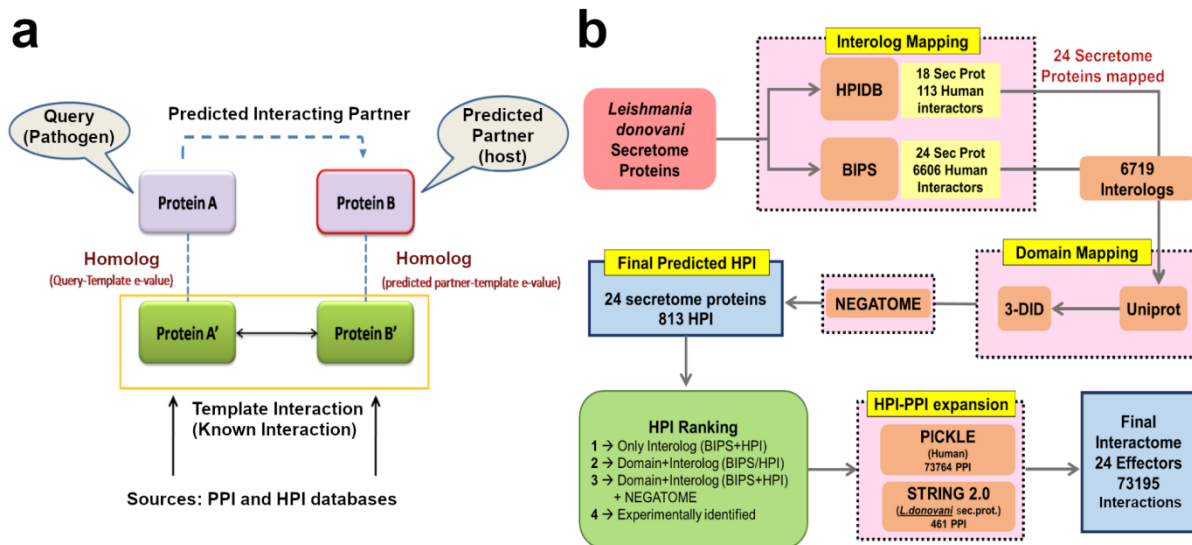 a
Query
(Pathogen)
Predicted Interacting Partner
Predicted
Partner
(host)
Protein A
Protein B
Homolog
(Query-Template e-value)
Homolog
(predicted partner-template e-value)
Protein A'
Protein B'
Template Interaction
(Known Interaction)
Sources: PPI and HPI databases
b
Interolog Mapping
Leishmania
donovani
Secretome
Proteins
HPIDB
18 Sec Prot
113 Human
interactors
BIPS
24 Sec Prot
6606 Human
Interactors
24 Secretome
Proteins mapped
6719
Interologs
Domain Mapping
Uniprot
3-DID
NEGATOME
Final Predicted HPI
24 secretome proteins
813 HPI
HPI Ranking
1 → Only Interolog (BIPS+HPI)
2 → Domain+Interolog (BIPS/HPI)
3 → Domain+Interolog (BIPS+HPI)
+ NEGATOME
4 → Experimentally identified
HPI-PPI expansion
PICKLE
(Human)
73764 PPI
STRING 2.0
(L.donovani sec.prot.)
461 PPI
Final
Interactome
24 Effectors
73195
Interactions